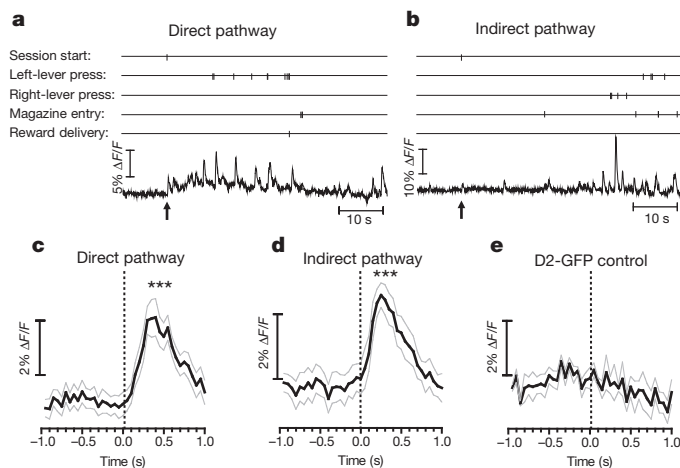 a
Direct pathway
b
Indirect pathway
Session start:
Left-lever press:
Right-lever press:
Magazine entry:
Reward delivery:
5% ΔF/F
10 s
10% ΔF/F
10 s
c
Direct pathway
***
2% ΔF/F
−1.0 −0.5 0.0 0.5 1.0
Time (s)
d
Indirect pathway
***
2% ΔF/F
−1.0 −0.5 0.0 0.5 1.0
Time (s)
e
D2-GFP control
2% ΔF/F
−1.0 −0.5 0.0 0.5 1.0
Time (s)